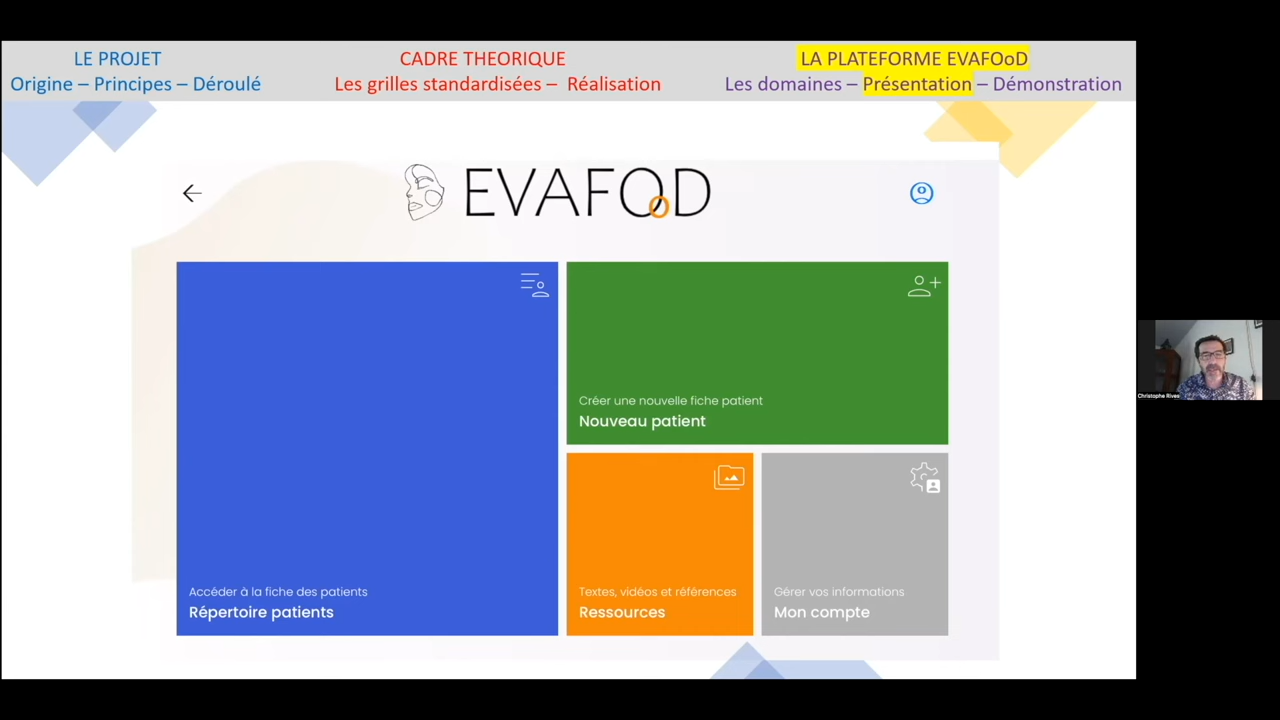 LE PROJET
Origine – Principes – Déroulé
CADRE THEORIQUE
Les grilles standardisées – Réalisation
LA PLATEFORME EVAFOoD
Les domaines – Présentation – Démonstration
EVAFOoD
Créer une nouvelle fiche patient
Nouveau patient
Accéder à la fiche des patients
Répertoire patients
Textes, vidéos et références
Ressources
Gérer vos informations
Mon compte
Christophe Rives